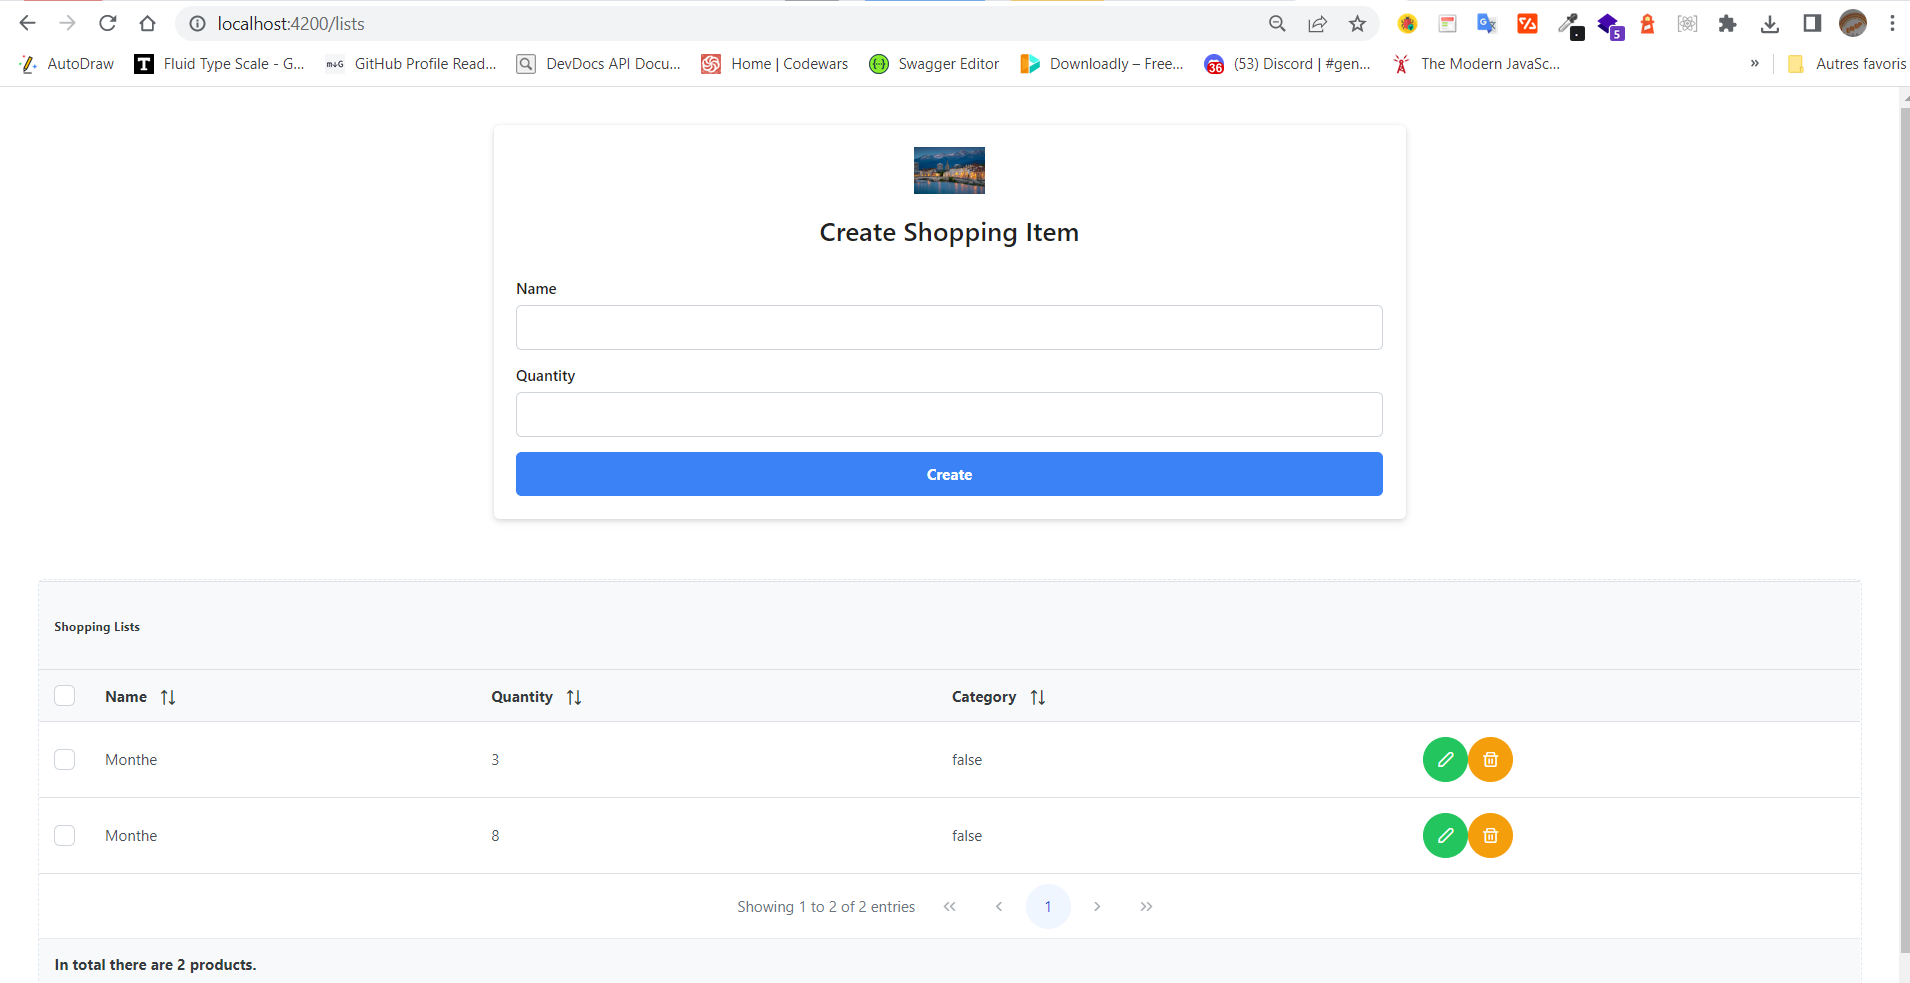 localhost:4200/lists
5
AutoDraw
T Fluid Type Scale - G...
m↓G GitHub Profile Read...
DevDocs API Docu...
Home | Codewars
{··} Swagger Editor
Downloadly – Free...
36 (53) Discord | #gen...
The Modern JavaSc...
»
Autres favoris
Create Shopping Item
Name
Quantity
Create
Shopping Lists
Name Quantity Category
Monthe 3 false
Monthe 8 false
Showing 1 to 2 of 2 entries « ‹ 1 › »
In total there are 2 products.